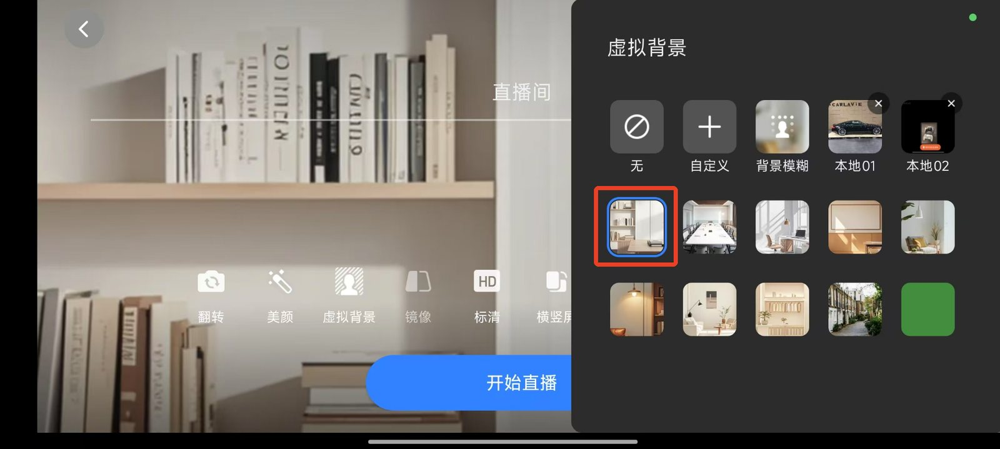 虚拟背景
直播间
无
自定义
背景模糊
本地01
本地02
CARLAVIE
HD
翻转
美颜
虚拟背景
镜像
标清
横竖屏
开始直播